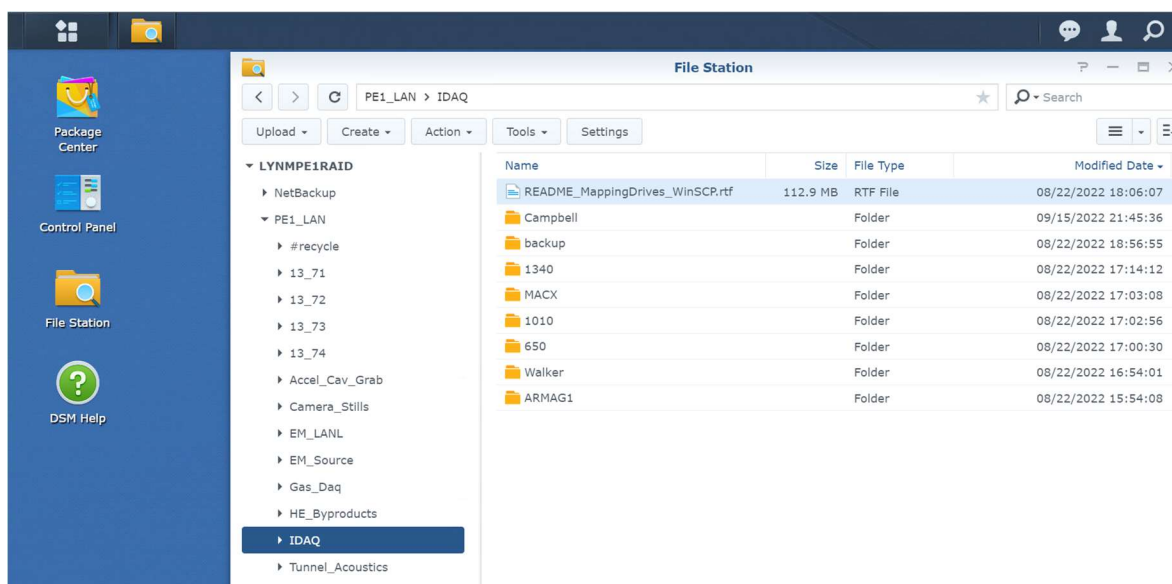 File Station
PE1_LAN > IDAQ
Search
Upload Create Action Tools Settings
Package
Center
Control Panel
File Station
DSM Help
LYNMPE1RAID
NetBackup
PE1_LAN
#recycle
13_71
13_72
13_73
13_74
Accel_Cav_Grab
Camera_Stills
EM_LANL
EM_Source
Gas_Daq
HE_Byproducts
IDAQ
Tunnel_Acoustics
Name Size File Type Modified Date
README_MappingDrives_WinSCP.rtf 112.9 MB RTF File 08/22/2022 18:06:07
Campbell Folder 09/15/2022 21:45:36
backup Folder 08/22/2022 18:56:55
1340 Folder 08/22/2022 17:14:12
MACX Folder 08/22/2022 17:03:08
1010 Folder 08/22/2022 17:02:56
650 Folder 08/22/2022 17:00:30
Walker Folder 08/22/2022 16:54:01
ARMAG1 Folder 08/22/2022 15:54:08